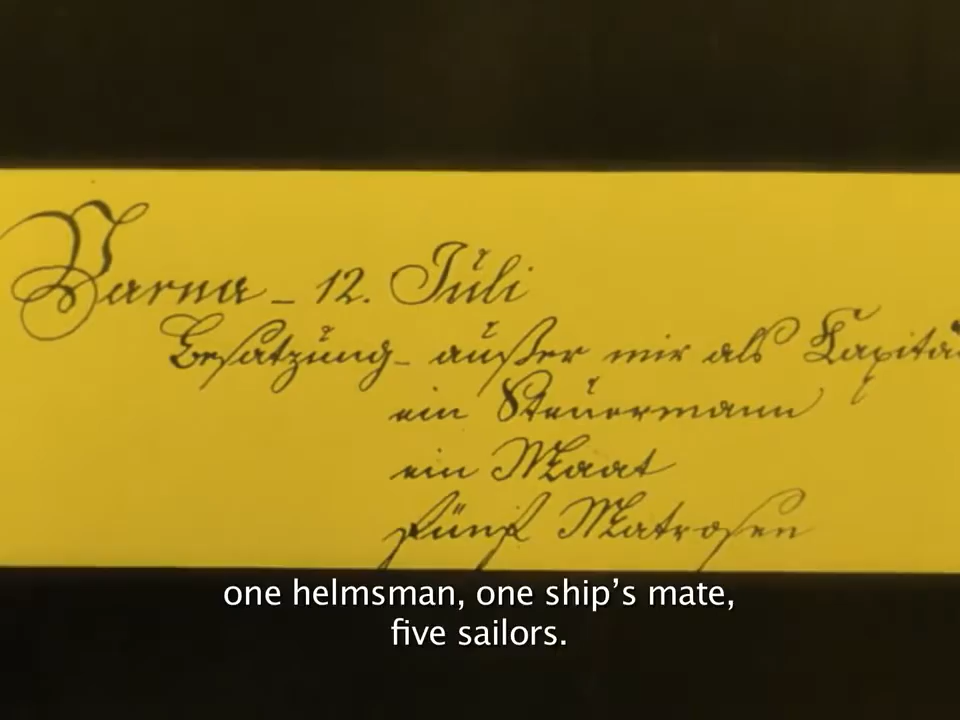 Varna – 12. Juli
Besatzung – außer mir als Kapitä
ein Steuermann
ein Maat
fünf Matrosen
one helmsman, one ship’s mate,
five sailors.